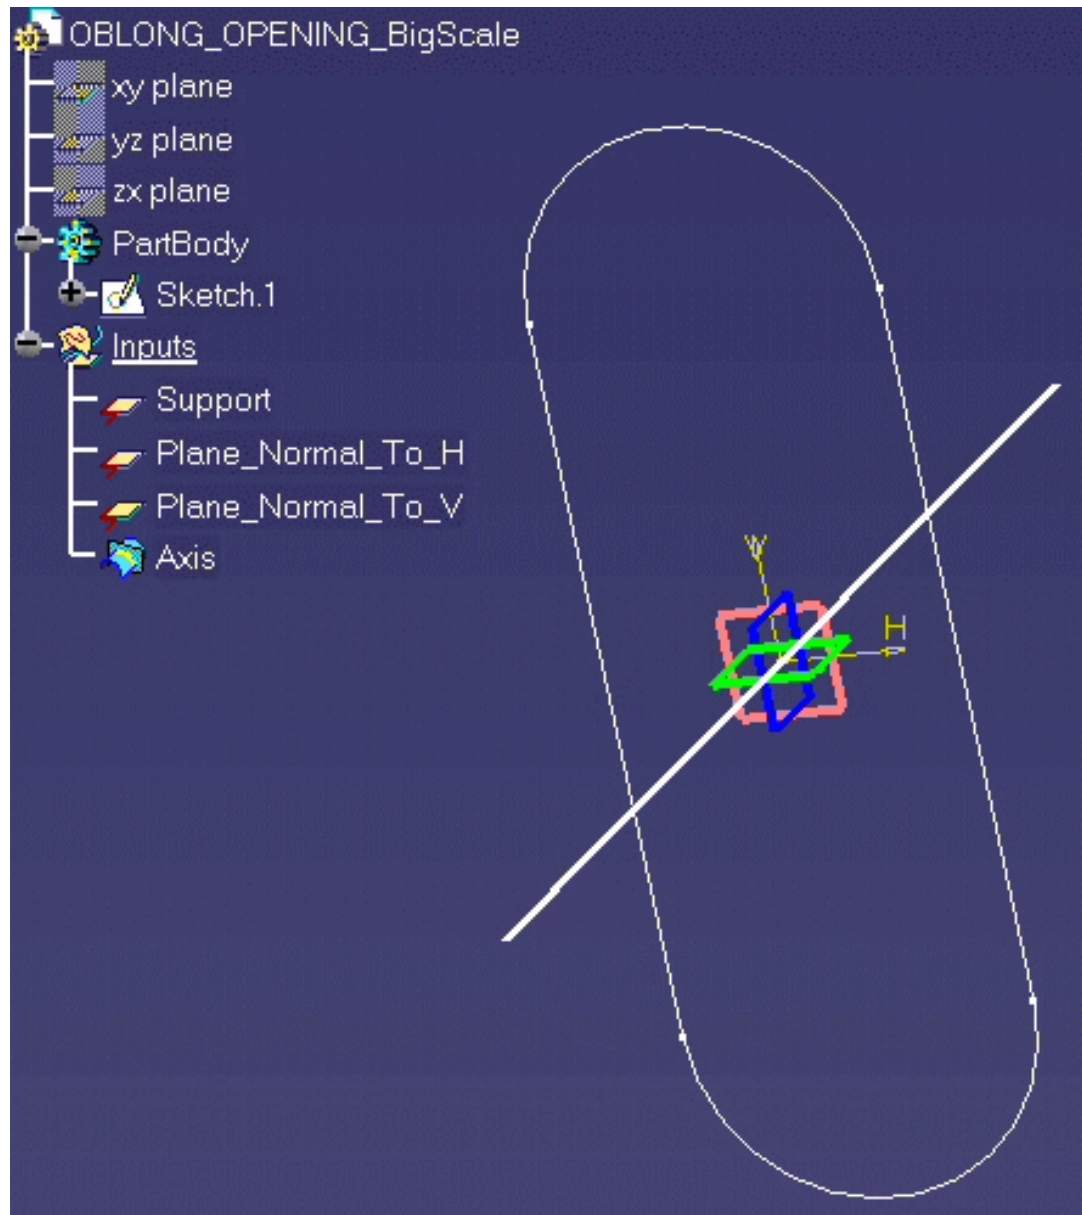 OBLONG_OPENING_BigScale
xy plane
yz plane
zx plane
PartBody
Sketch.1
Inputs
Support
Plane_Normal_To_H
Plane_Normal_To_V
Axis
V
H